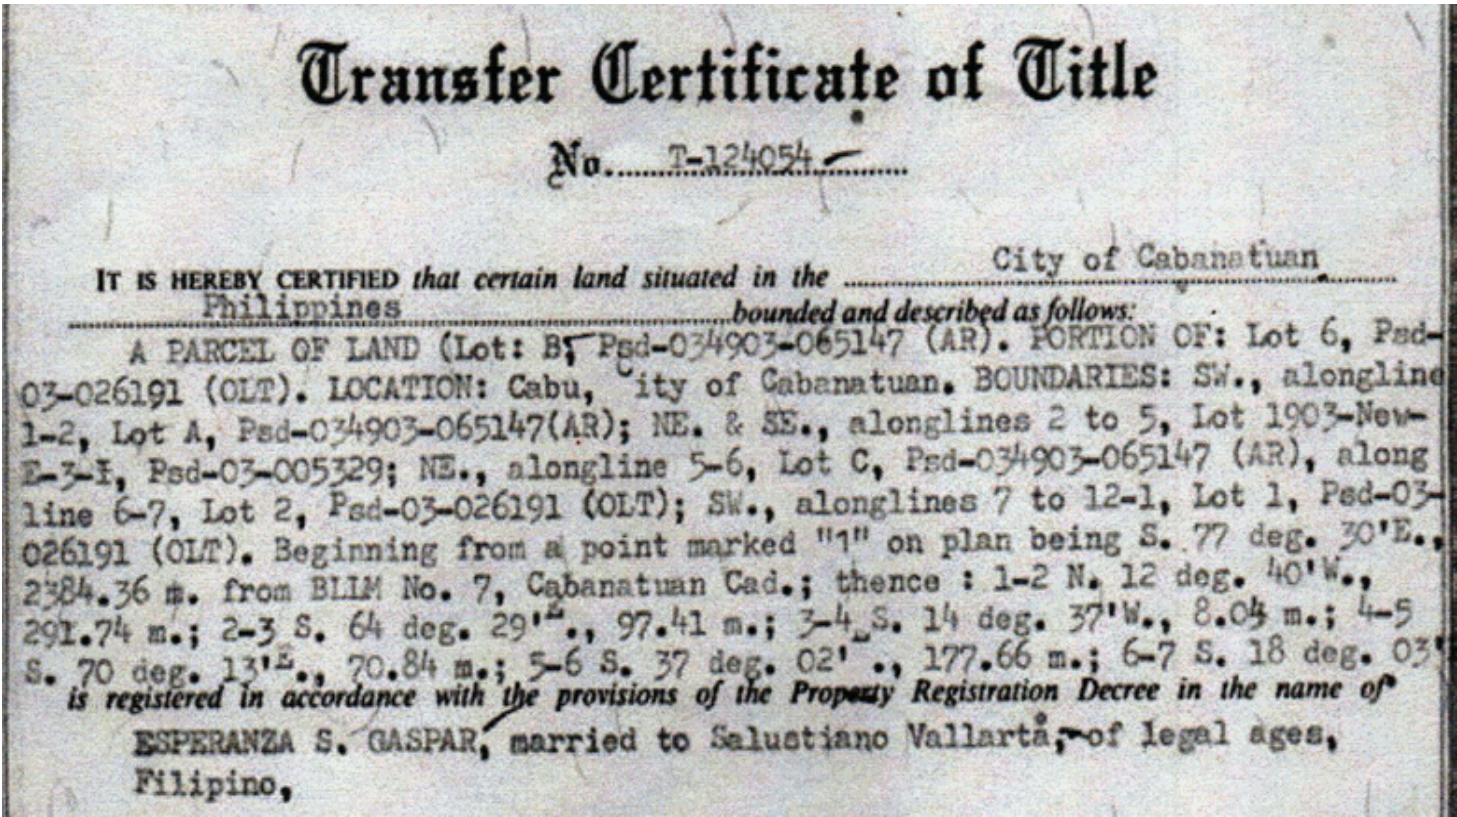 Transfer Certificate of Title
No. T-124054
City of Cabanatuan
IT IS HEREBY CERTIFIED that certain land situated in the
Philippines bounded and described as follows:
A PARCEL OF LAND (Lot: B, Psd-034903-065147 (AR). PORTION OF: Lot 6, Psd-
03-026191 (OLT). LOCATION: Cabu, City of Cabanatuan. BOUNDARIES: SW., alongline
1-2, Lot A, Psd-034903-065147(AR); NE. & SE., alonglines 2 to 5, Lot 1903-New-
E-3-I, Psd-03-005329; NE., alongline 5-6, Lot C, Psd-034903-065147 (AR), along
line 6-7, Lot 2, Psd-03-026191 (OLT); SW., alonglines 7 to 12-1, Lot 1, Psd-03-
026191 (OLT). Beginning from a point marked "1" on plan being S. 77 deg. 30'E.,
2384.36 m. from BLLM No. 7, Cabanatuan Cad.; thence : 1-2 N. 12 deg. 40'W.,
291.74 m.; 2-3 S. 64 deg. 29'E., 97.41 m.; 3-4 S. 14 deg. 37'W., 8.04 m.; 4-5
S. 70 deg. 13'E., 70.84 m.; 5-6 S. 37 deg. 02' ., 177.66 m.; 6-7 S. 18 deg. 03'
is registered in accordance with the provisions of the Property Registration Decree in the name of
ESPERANZA S. GASPAR, married to Salustiano Vallarta, of legal ages,
Filipino,